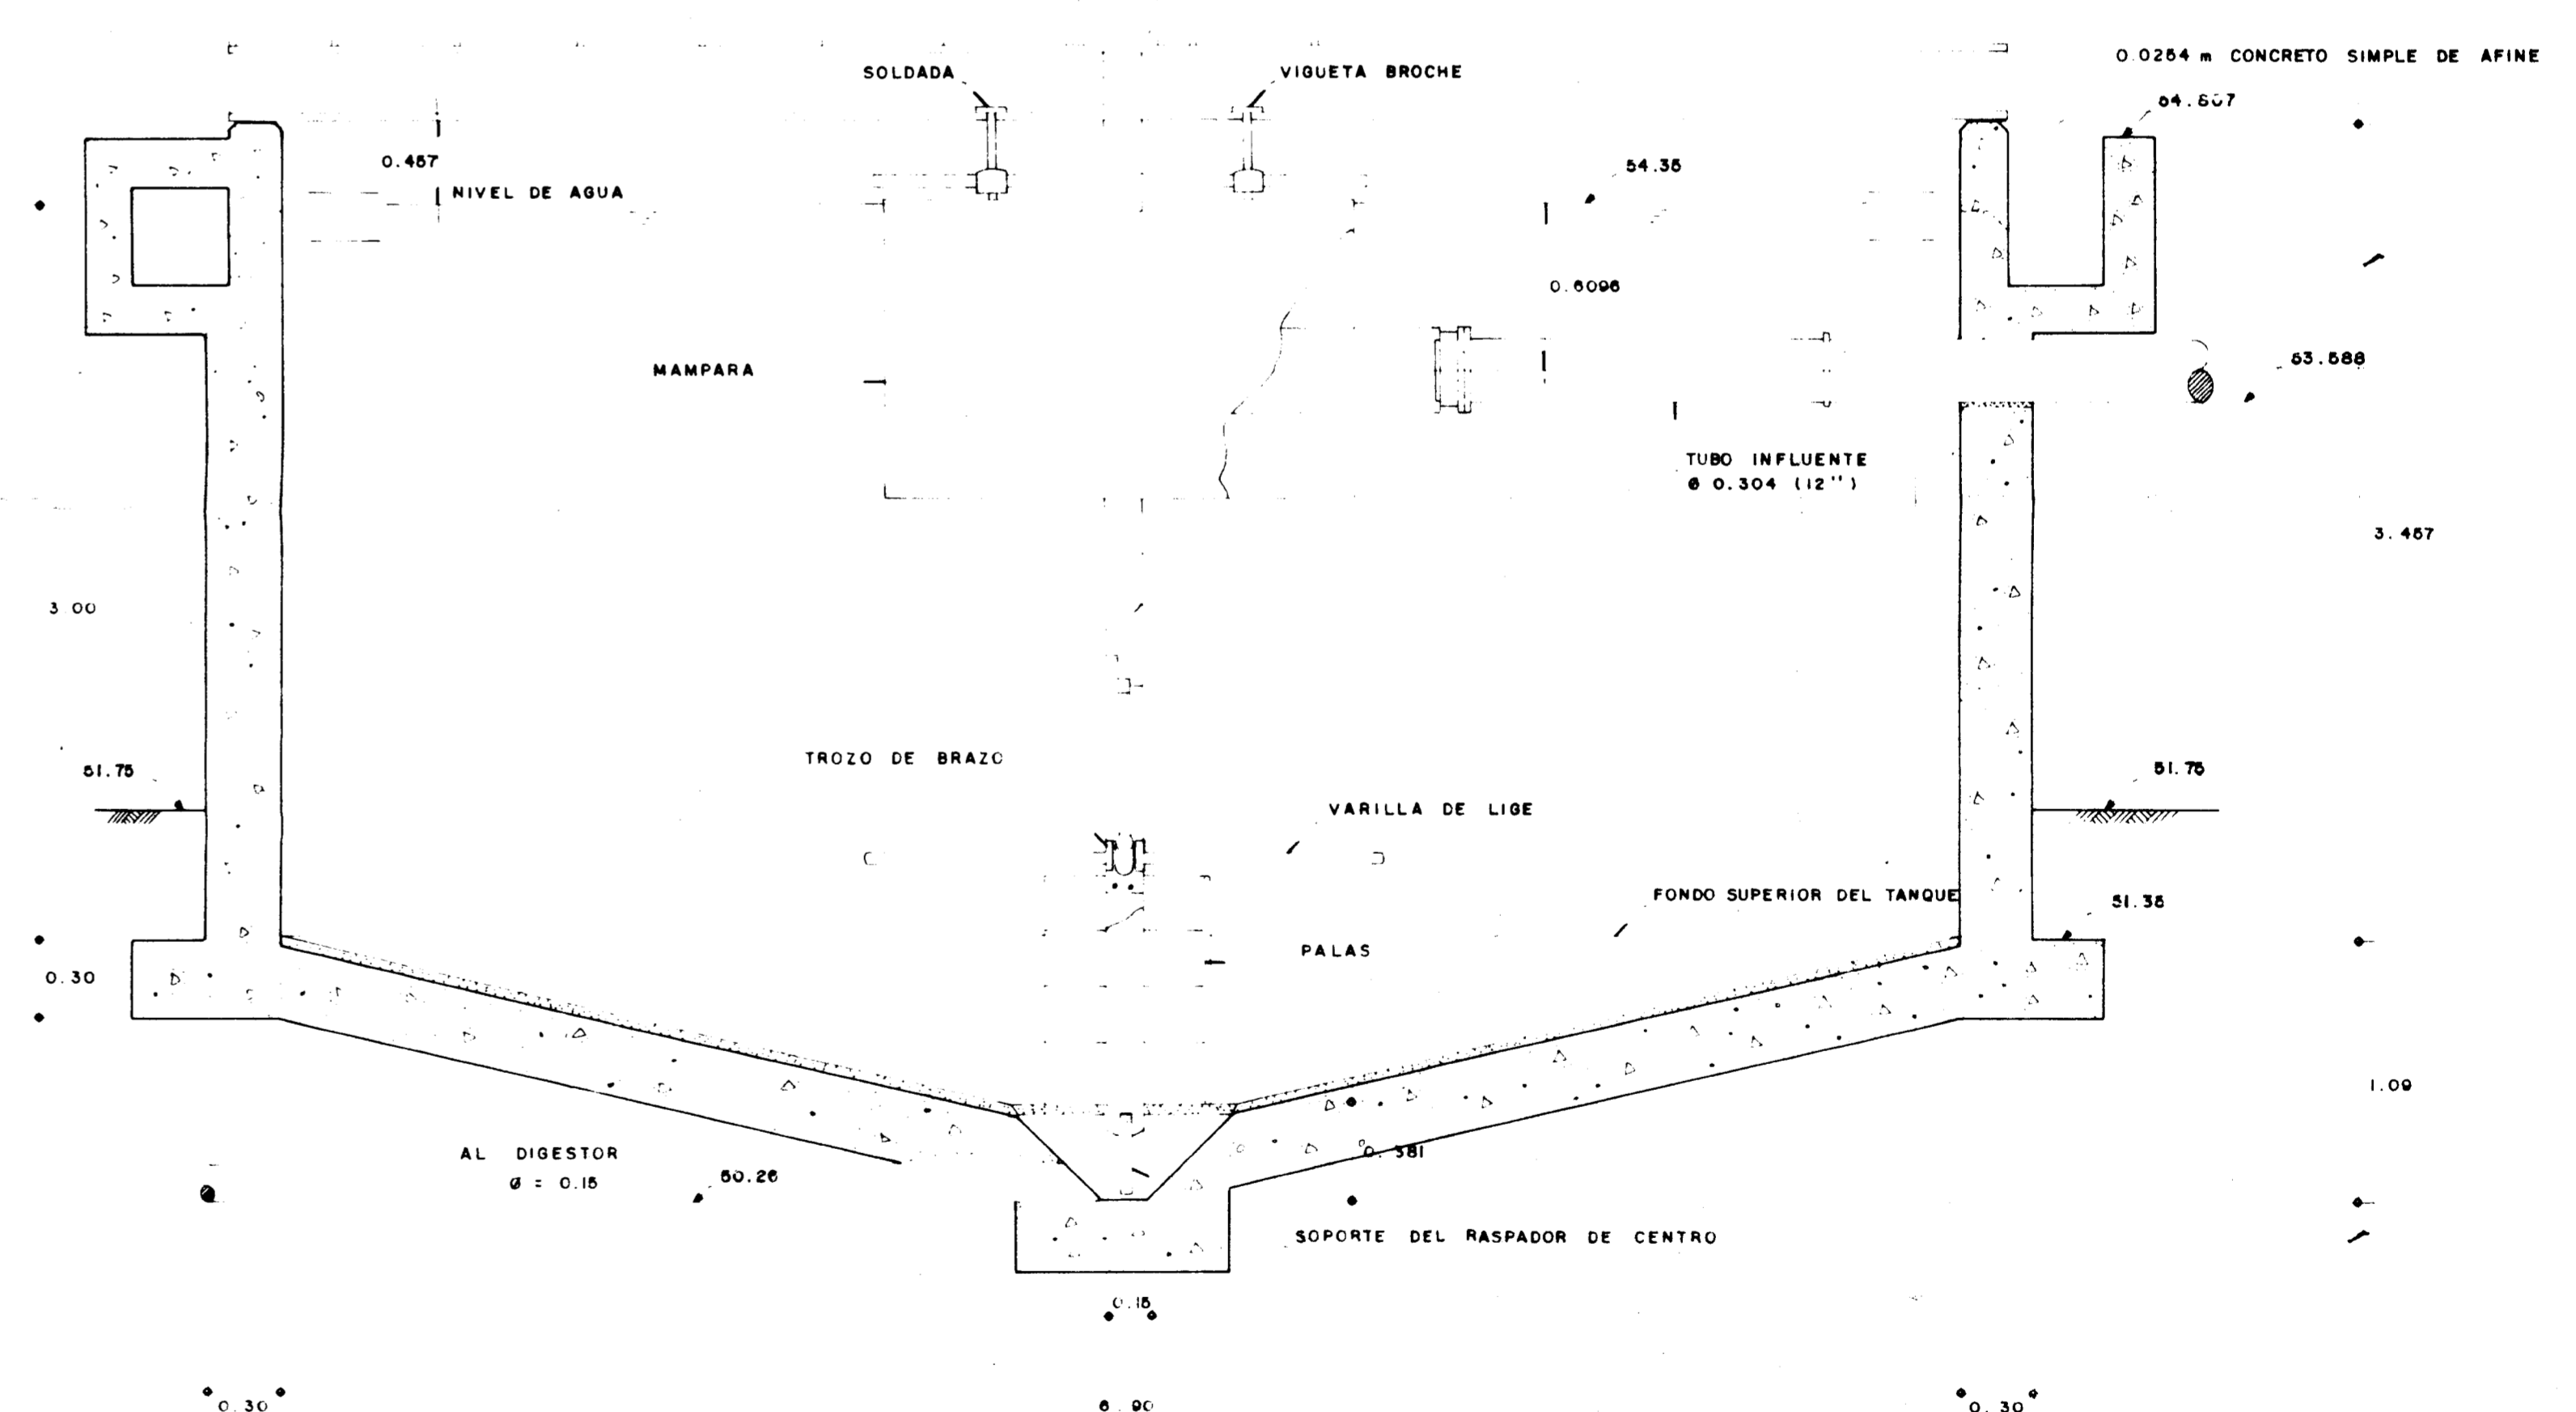 SOLDADA
VIGUETA BROCHE
0.0254 m CONCRETO SIMPLE DE AFINE
54.807
0.457
54.35
NIVEL DE AGUA
0.6096
MAMPARA
53.588
TUBO INFLUENTE
Ø 0.304 (12")
3.457
3.00
TROZO DE BRAZO
51.75
51.75
VARILLA DE LIGE
FONDO SUPERIOR DEL TANQUE
51.35
PALAS
0.30
1.09
AL DIGESTOR
Ø = 0.15
50.26
0.381
SOPORTE DEL RASPADOR DE CENTRO
0.15
0.30
6.90
0.30